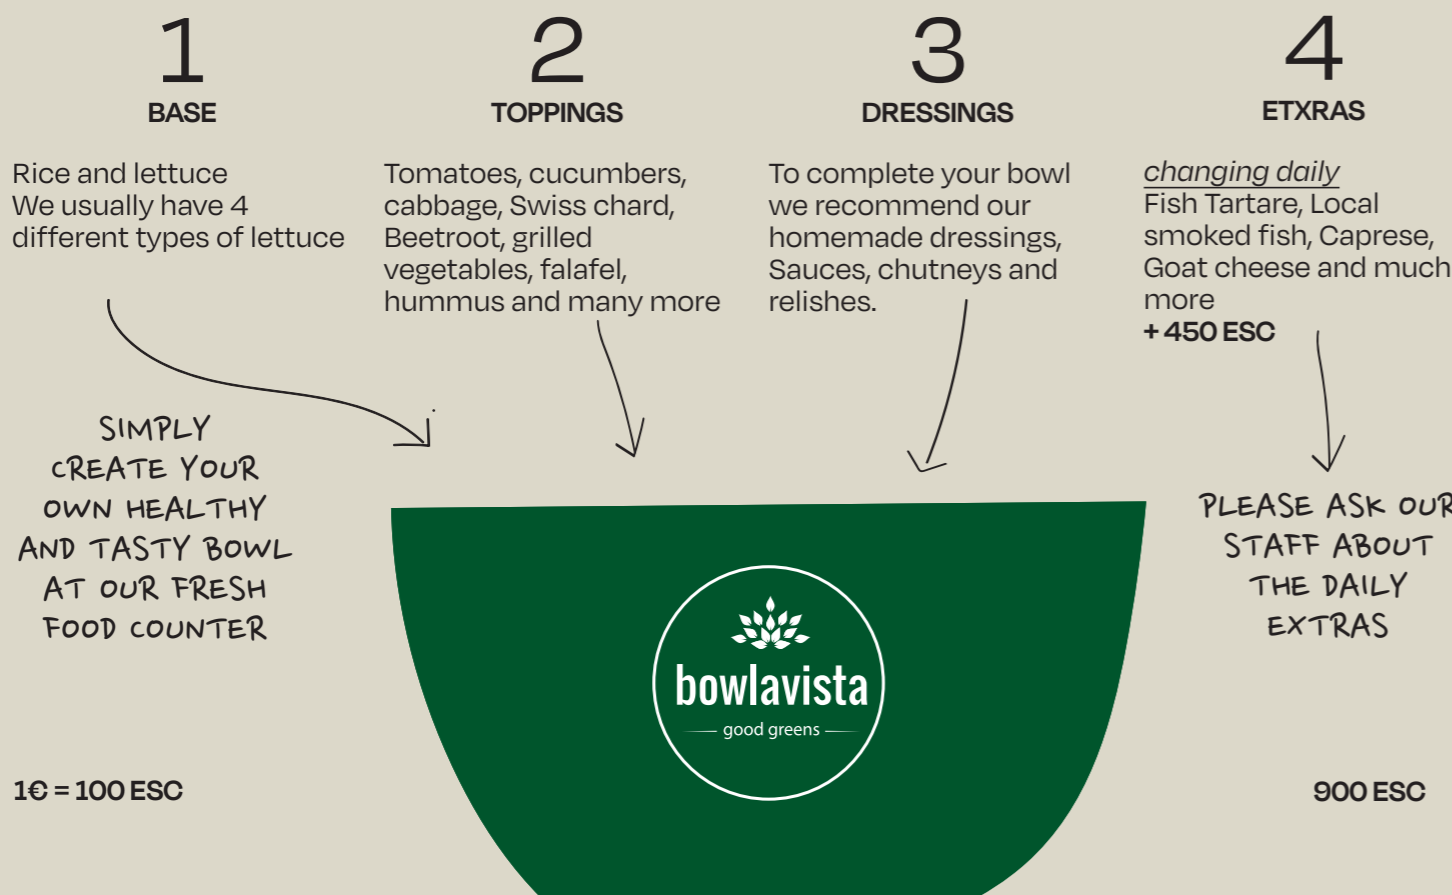 1
BASE
Rice and lettuce
We usually have 4
different types of lettuce
2
TOPPINGS
Tomatoes, cucumbers,
cabbage, Swiss chard,
Beetroot, grilled
vegetables, falafel,
hummus and many more
3
DRESSINGS
To complete your bowl
we recommend our
homemade dressings,
Sauces, chutneys and
relishes.
4
ETXRAS
changing daily
Fish Tartare, Local
smoked fish, Caprese,
Goat cheese and much
more
+ 450 ESC
SIMPLY
CREATE YOUR
OWN HEALTHY
AND TASTY BOWL
AT OUR FRESH
FOOD COUNTER
PLEASE ASK OUR
STAFF ABOUT
THE DAILY
EXTRAS
bowlavista
good greens
1€ = 100 ESC
900 ESC